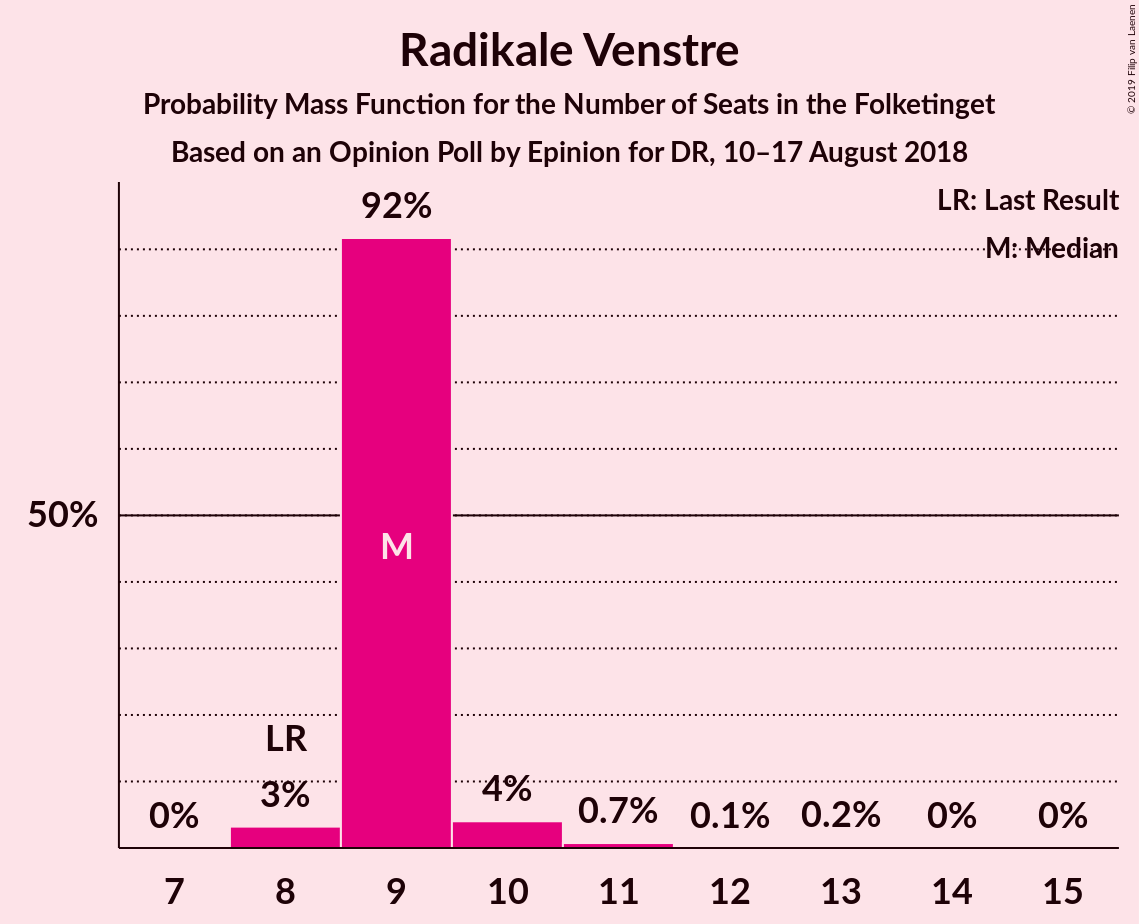 Radikale Venstre
Probability Mass Function for the Number of Seats in the Folketinget
Based on an Opinion Poll by Epinion for DR, 10–17 August 2018
© 2019 Filip van Laenen
LR: Last Result
M: Median
92%
50%
M
LR
0%
3%
4%
0.7%
0.1%
0.2%
0%
0%
7 8 9 10 11 12 13 14 15